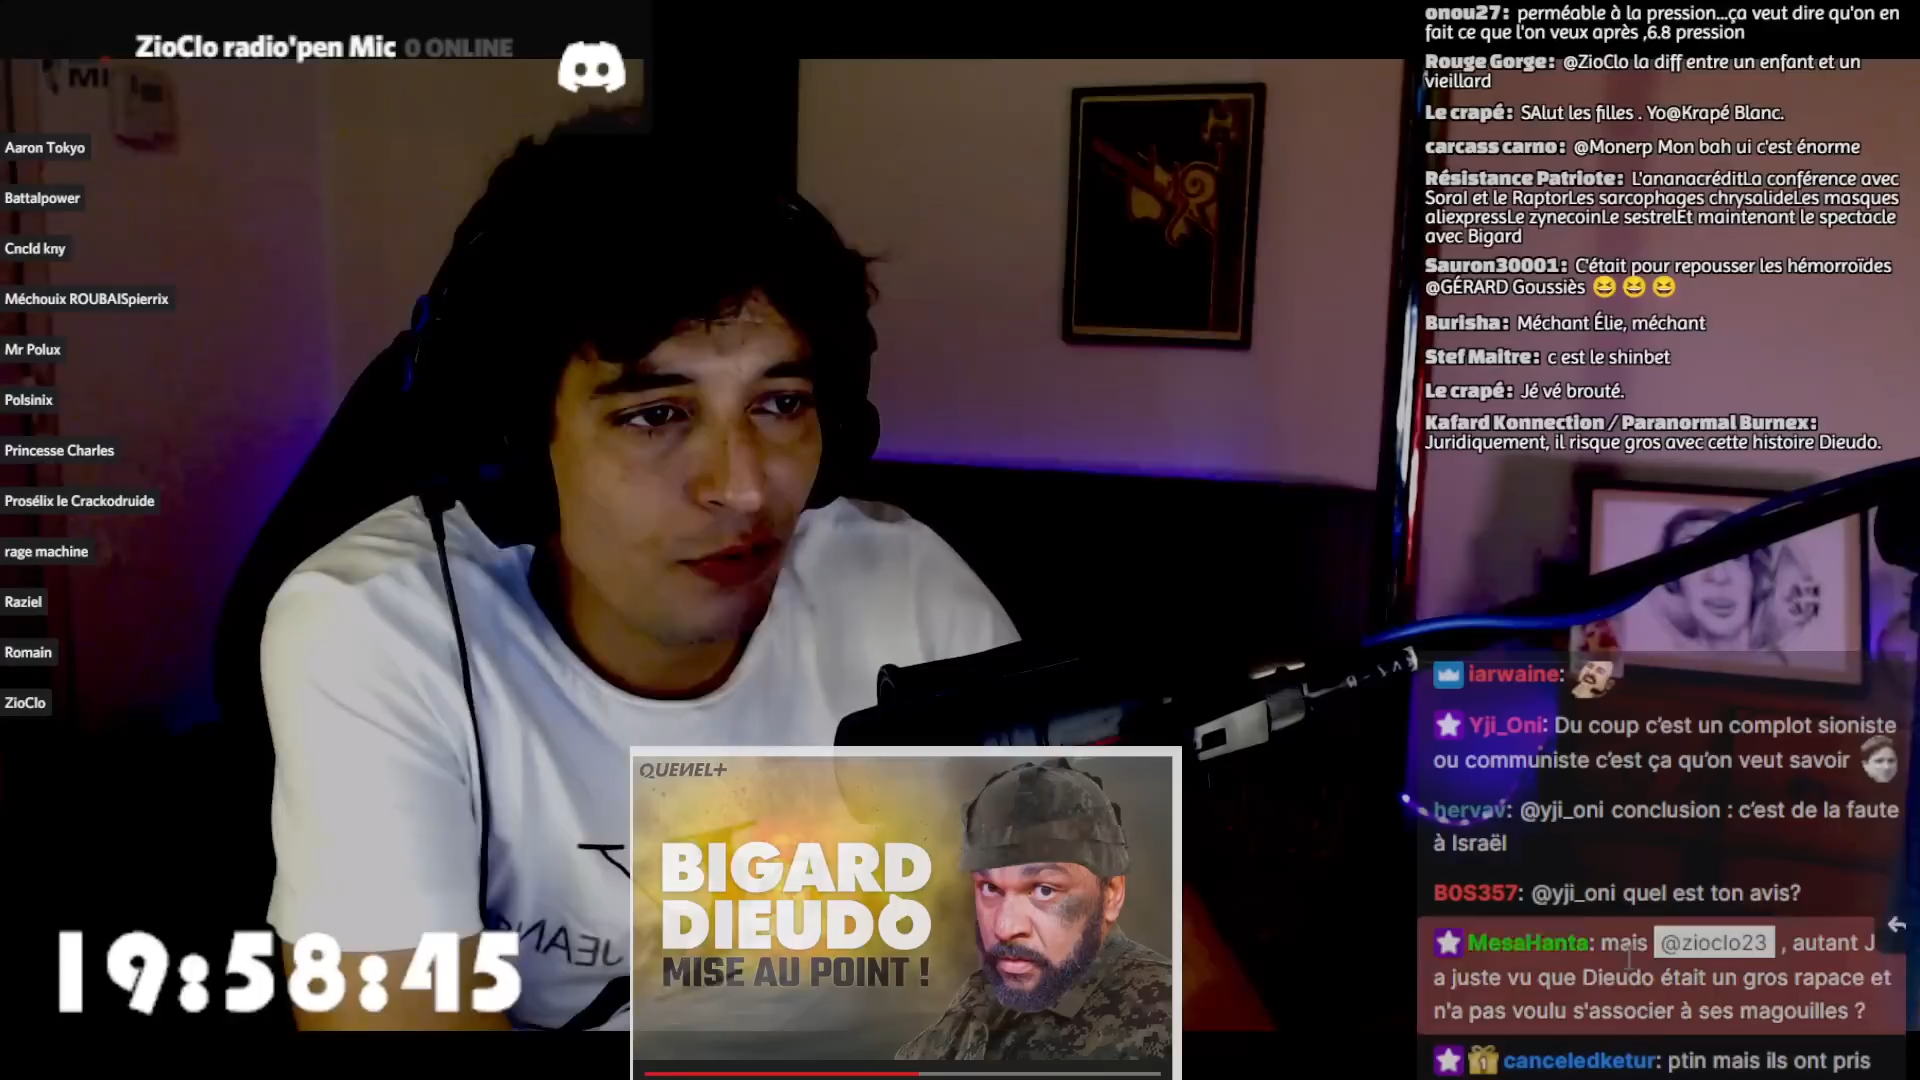 ZioClo radio'pen Mic 0 ONLINE
MI
Aaron Tokyo
Battalpower
Cncld kny
Méchouix ROUBAISpierrix
Mr Polux
Polsinix
Princesse Charles
Prosélix le Crackodruide
rage machine
Raziel
Romain
ZioClo
19:58:45
JEANS
QUENEL+
BIGARD
DIEUDO
MISE AU POINT !
onou27: perméable à la pression...ça veut dire qu'on en
fait ce que l'on veux après ,6.8 pression
Rouge Gorge: @ZioClo la diff entre un enfant et un
vieillard
Le crapé: SAlut les filles . Yo@Krapé Blanc.
carcass carno: @Monerp Mon bah ui c'est énorme
Résistance Patriote: L'ananacréditLa conférence avec
Soral et le RaptorLes sarcophages chrysalideLes masques
aliexpressLe zynecoinLe sestrelEt maintenant le spectacle
avec Bigard
Sauron30001: C'était pour repousser les hémorroïdes
@GÉRARD Goussiès 😆 😆 😆
Burisha: Méchant Élie, méchant
Stef Maitre: c est le shinbet
Le crapé: Jé vé brouté.
Kafard Konnection / Paranormal Burnex:
Juridiquement, il risque gros avec cette histoire Dieudo.
iarwaine:
Yji_Oni: Du coup c’est un complot sioniste
ou communiste c’est ça qu’on veut savoir
hervav: @yji_oni conclusion : c’est de la faute
à Israël
B0S357: @yji_oni quel est ton avis?
MesaHanta: mais @zioclo23 , autant J
a juste vu que Dieudo était un gros rapace et
n'a pas voulu s'associer à ses magouilles ?
1 canceledketur: ptin mais ils ont pris